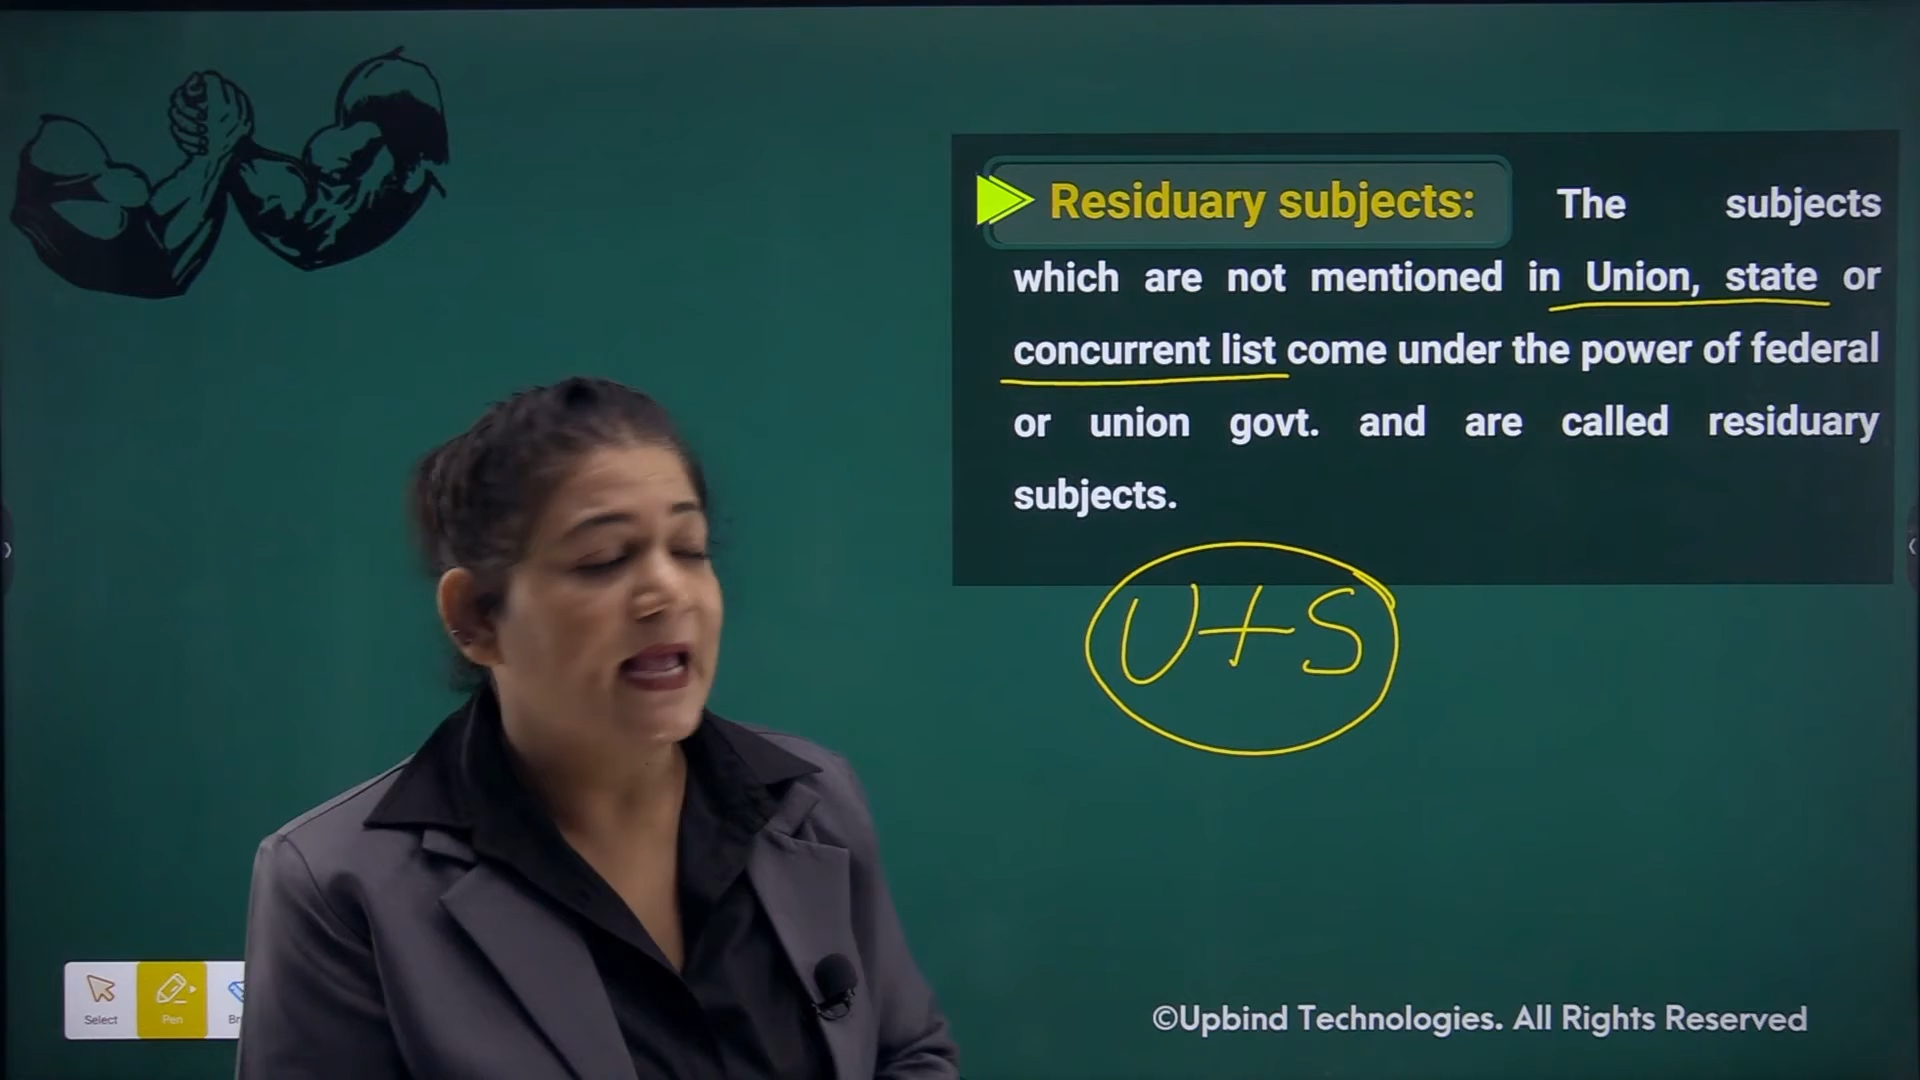 Residuary subjects: The subjects
which are not mentioned in Union, state or
concurrent list come under the power of federal
or union govt. and are called residuary
subjects.
U+S
Select
Pen
Br
©Upbind Technologies. All Rights Reserved